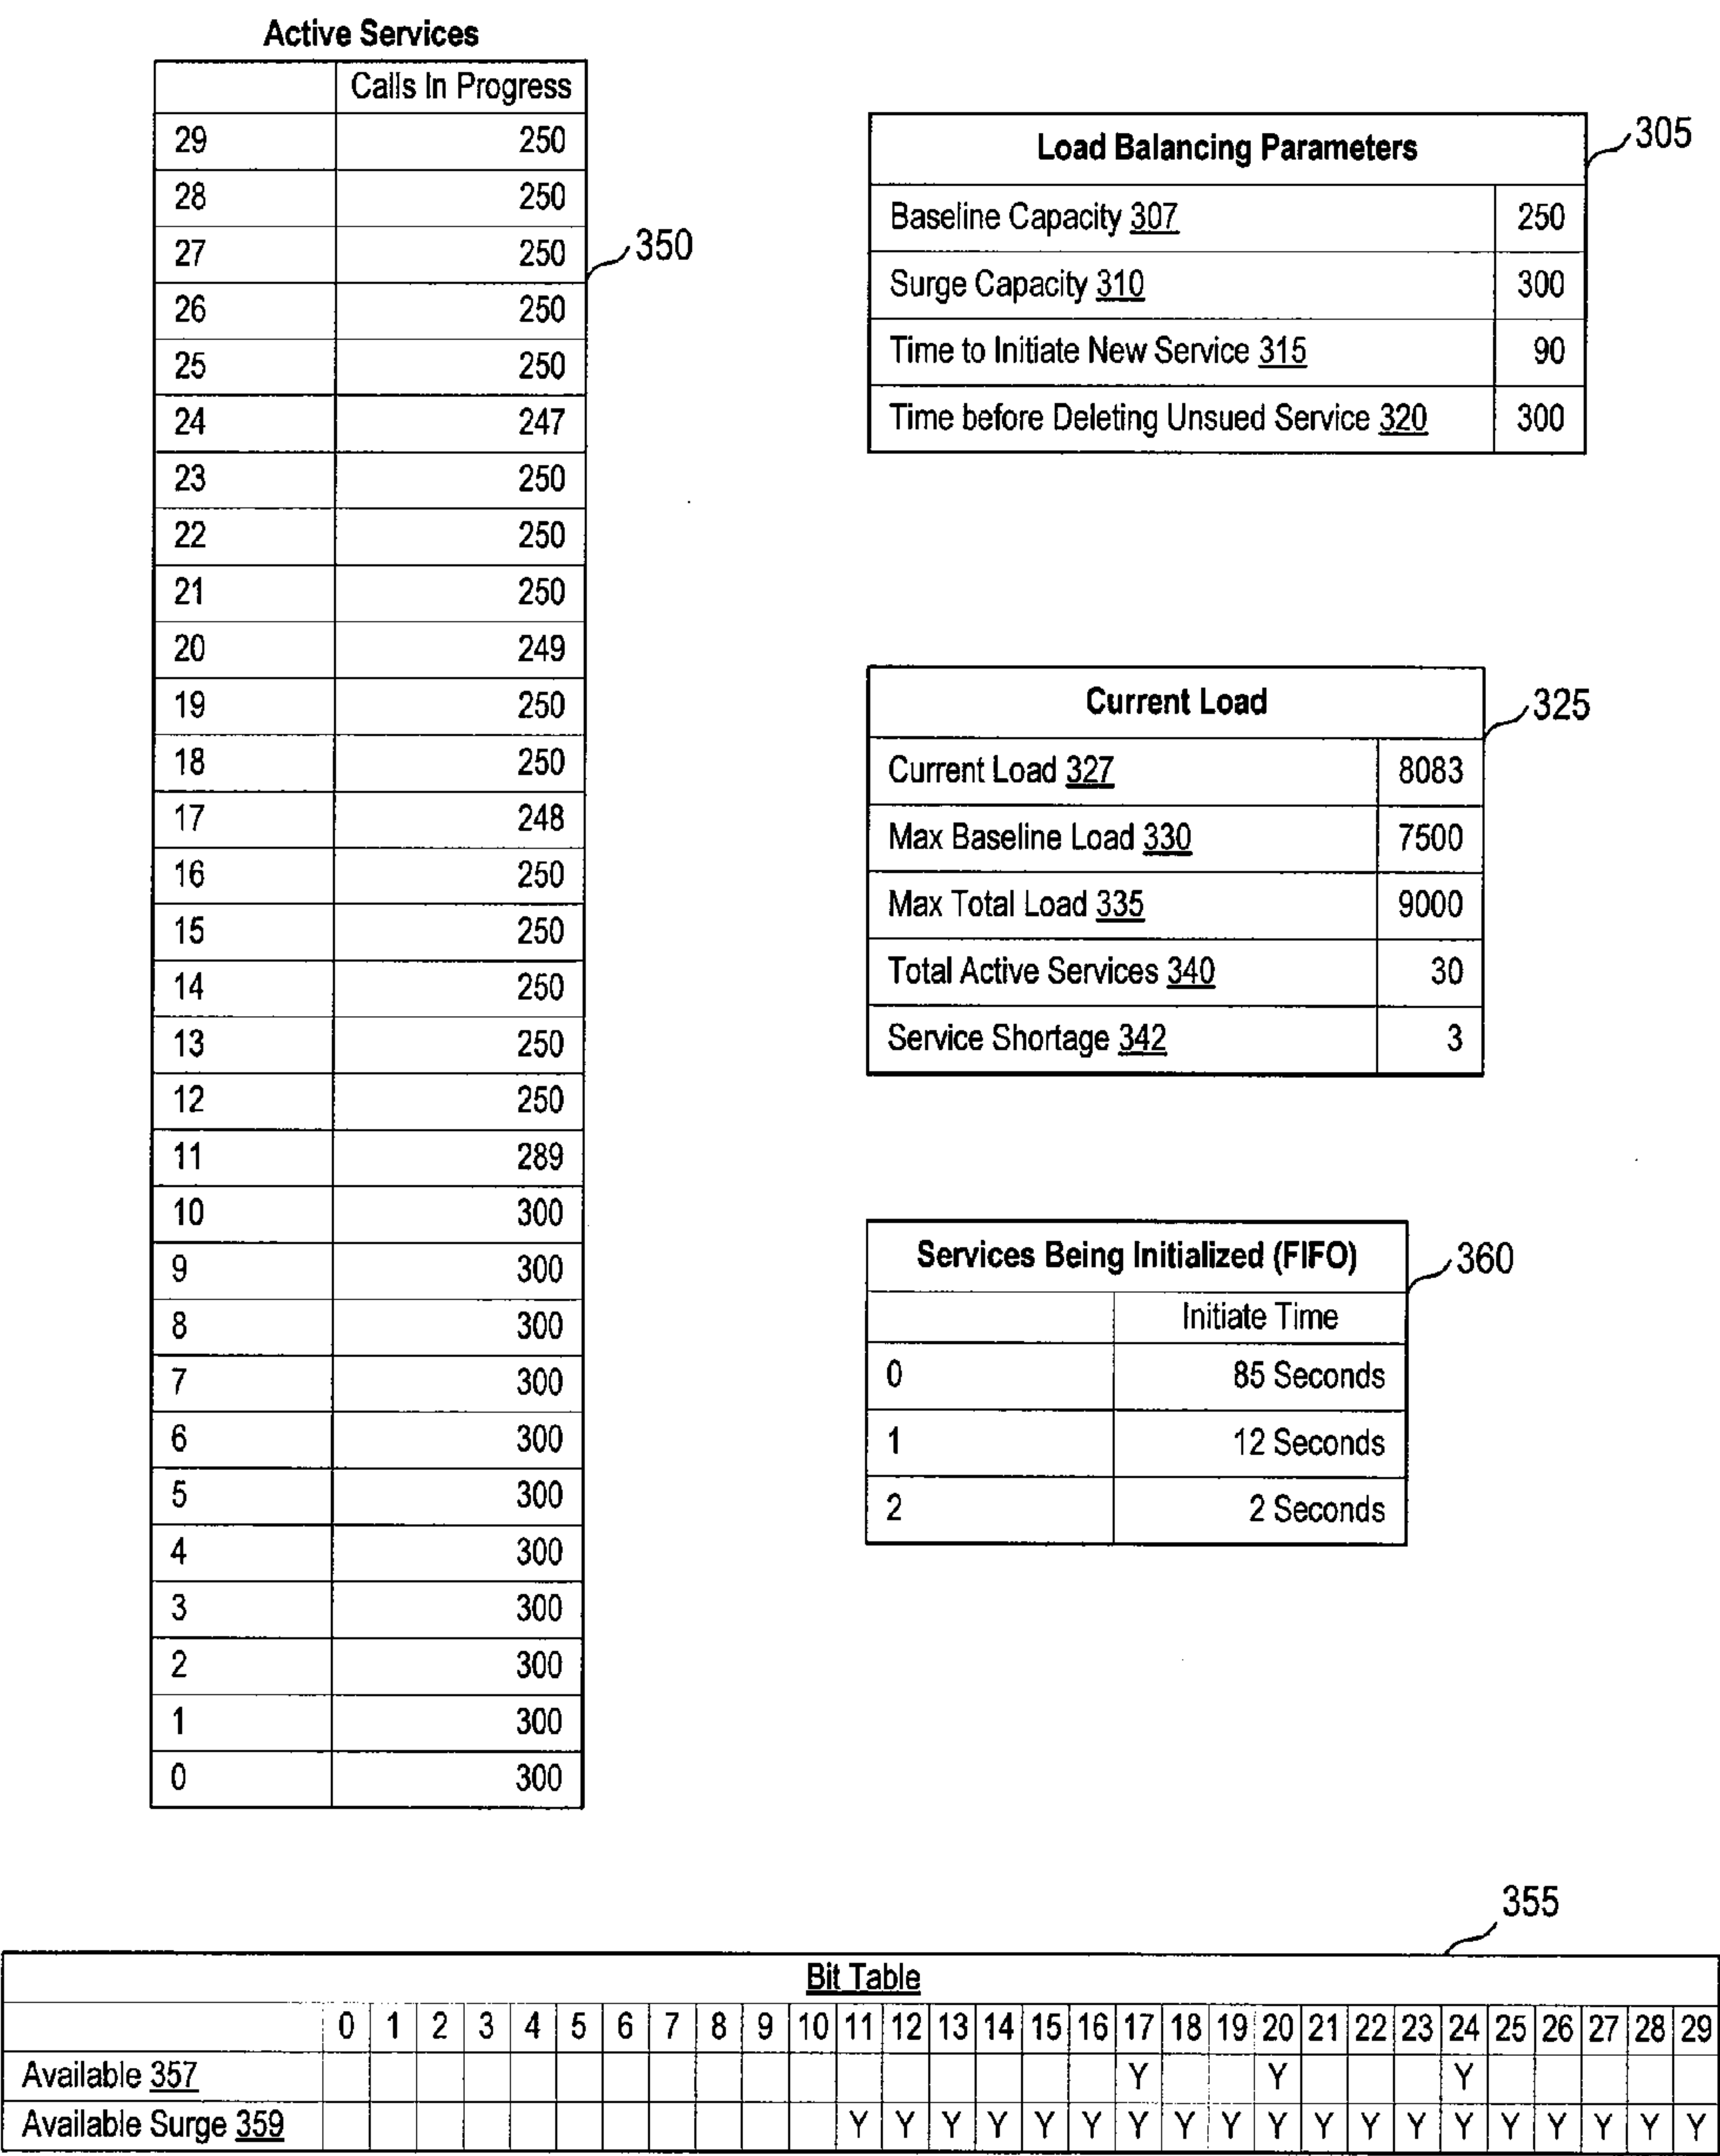 Active Services
Calls In Progress
29 250
28 250
27 250
26 250
25 250
24 247
23 250
22 250
21 250
20 249
19 250
18 250
17 248
16 250
15 250
14 250
13 250
12 250
11 289
10 300
9 300
8 300
7 300
6 300
5 300
4 300
3 300
2 300
1 300
0 300
350
Load Balancing Parameters
305
Baseline Capacity 307 250
Surge Capacity 310 300
Time to Initiate New Service 315 90
Time before Deleting Unsued Service 320 300
Current Load
325
Current Load 327 8083
Max Baseline Load 330 7500
Max Total Load 335 9000
Total Active Services 340 30
Service Shortage 342 3
Services Being Initialized (FIFO)
360
Initiate Time
0 85 Seconds
1 12 Seconds
2 2 Seconds
355
Bit Table
0 1 2 3 4 5 6 7 8 9 10 11 12 13 14 15 16 17 18 19 20 21 22 23 24 25 26 27 28 29
Available 357 Y Y Y
Available Surge 359 Y Y Y Y Y Y Y Y Y Y Y Y Y Y Y Y Y Y Y